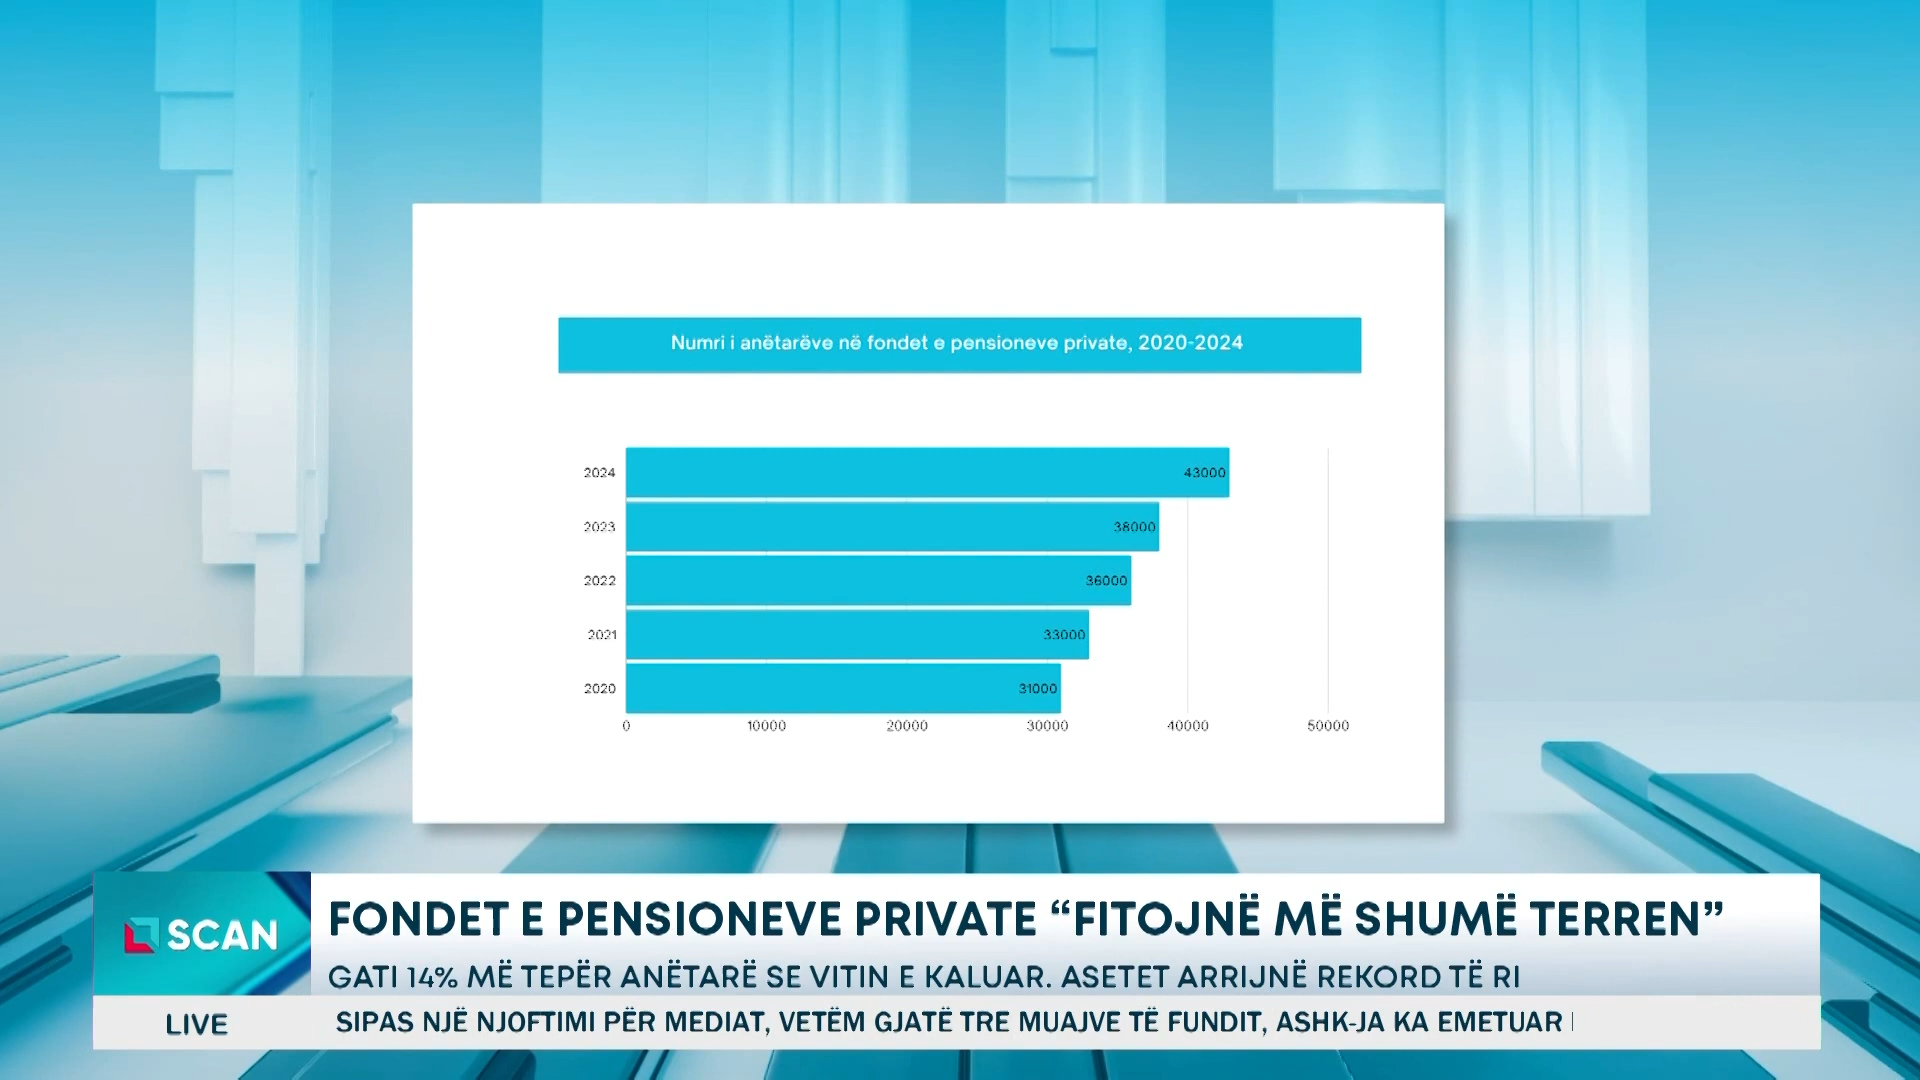 Numri i anëtarëve në fondet e pensioneve private, 2020-2024
2024 43000
2023 38000
2022 36000
2021 33000
2020 31000
0 10000 20000 30000 40000 50000
SCAN
FONDET E PENSIONEVE PRIVATE “FITOJNË MË SHUMË TERREN”
GATI 14% MË TEPËR ANËTARË SE VITIN E KALUAR. ASETET ARRIJNË REKORD TË RI
LIVE
SIPAS NJË NJOFTIMI PËR MEDIAT, VETËM GJATË TRE MUAJVE TË FUNDIT, ASHK-JA KA EMETUAR